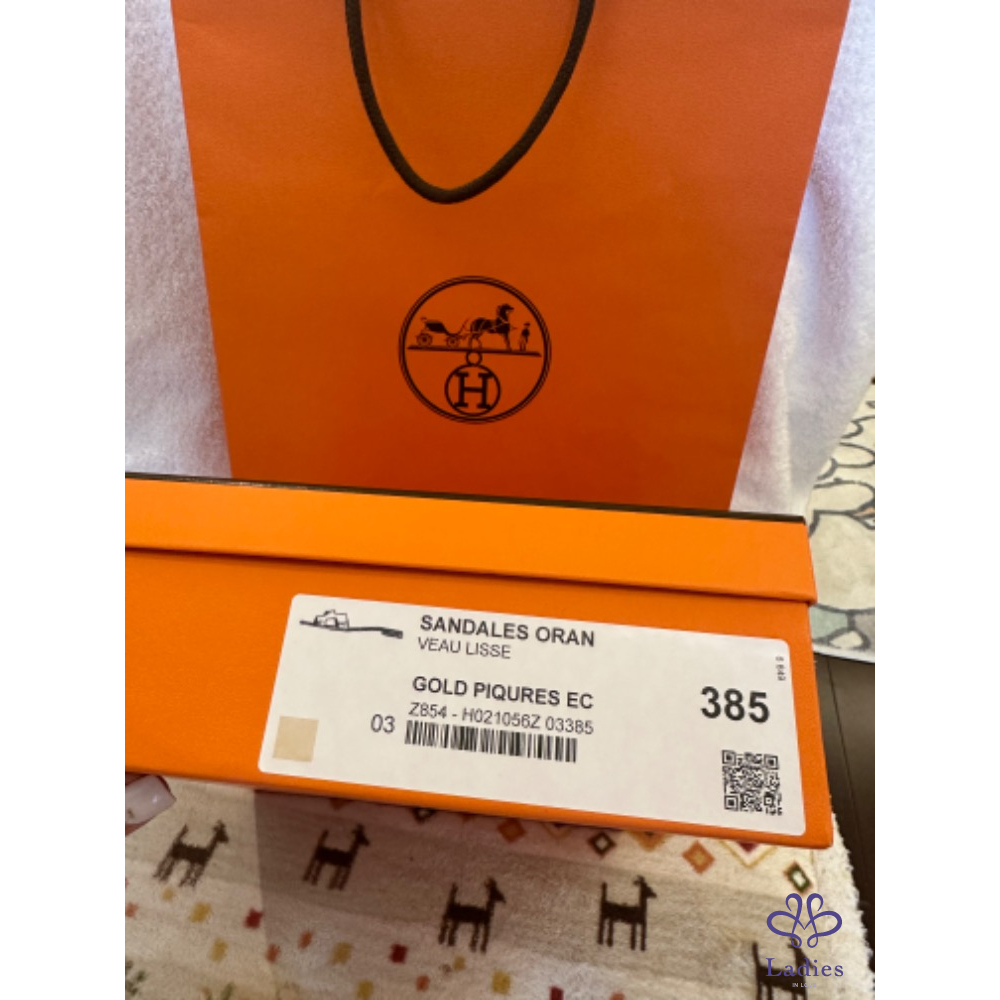 H
SANDALES ORAN
VEAU LISSE
GOLD PIQURES EC
Z854 - H021056Z 03385
03
385
Ladies